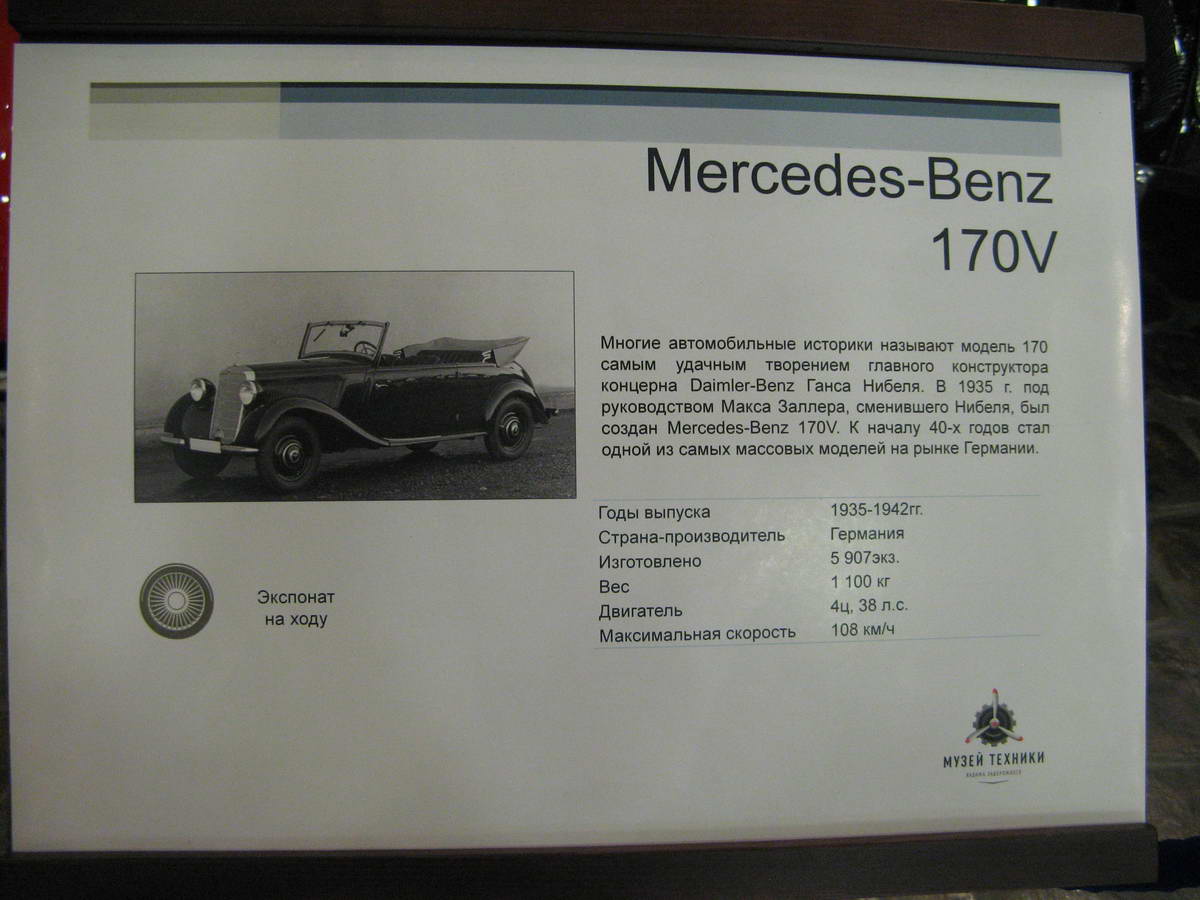 Mercedes-Benz
170V
Многие автомобильные историки называют модель 170
самым удачным творением главного конструктора
концерна Daimler-Benz Ганса Нибеля. В 1935 г. под
руководством Макса Заллера, сменившего Нибеля, был
создан Mercedes-Benz 170V. К началу 40-х годов стал
одной из самых массовых моделей на рынке Германии.
Годы выпуска 1935-1942гг.
Страна-производитель Германия
Изготовлено 5 907экз.
Вес 1 100 кг
Двигатель 4ц, 38 л.с.
Максимальная скорость 108 км/ч
Экспонат
на ходу
МУЗЕЙ ТЕХНИКИ
ВАДИМА ЗАДОРОЖНОГО